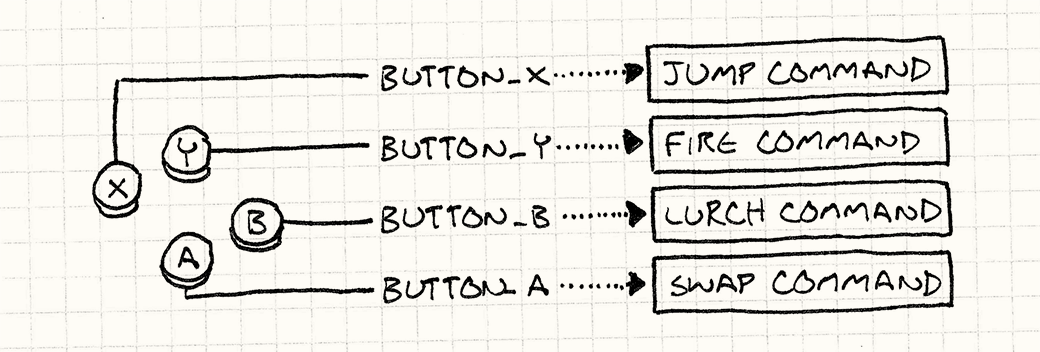 BUTTON_X JUMP COMMAND
Y BUTTON_Y FIRE COMMAND
X
B BUTTON_B LURCH COMMAND
A
BUTTON_A SWAP COMMAND